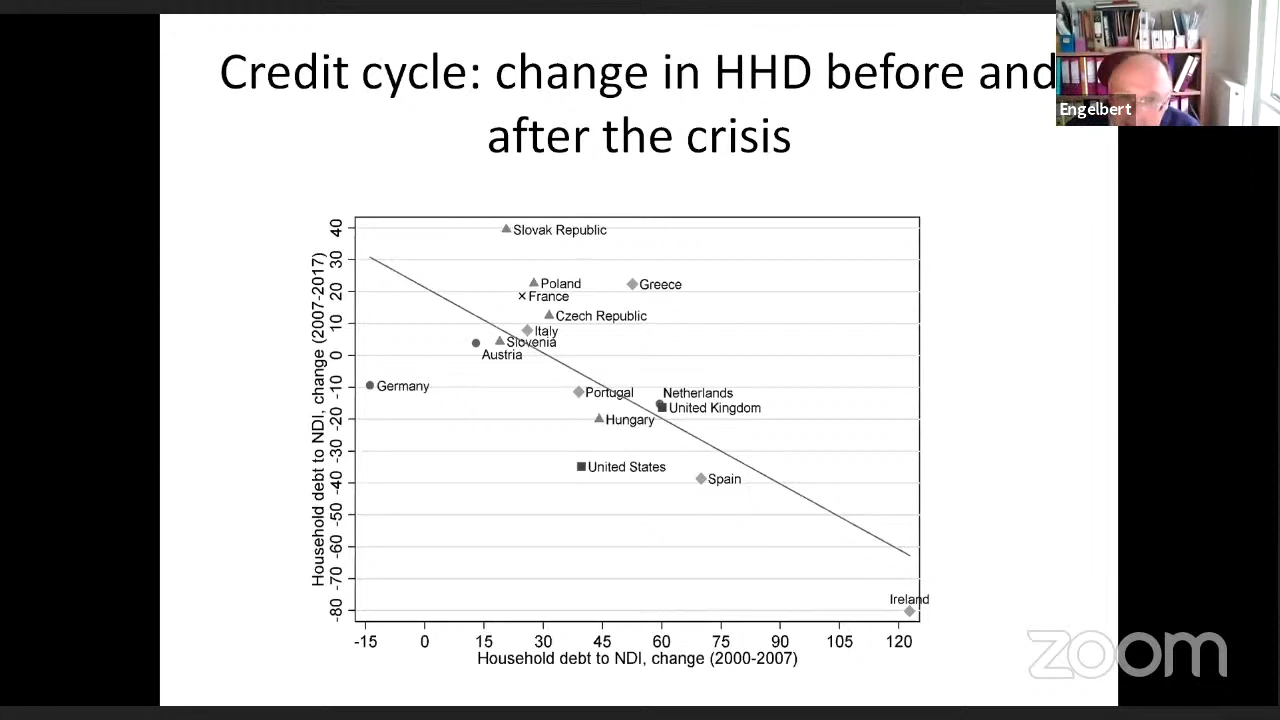 Credit cycle: change in HHD before and
after the crisis
Engelbert
Household debt to NDI, change (2007-2017)
40
30
20
10
0
-10
-20
-30
-40
-50
-60
-70
-80
Slovak Republic
Poland
Greece
France
Czech Republic
Italy
Slovenia
Austria
Germany
Portugal
Netherlands
United Kingdom
Hungary
United States
Spain
Ireland
-15 0 15 30 45 60 75 90 105 120
Household debt to NDI, change (2000-2007)
zoom